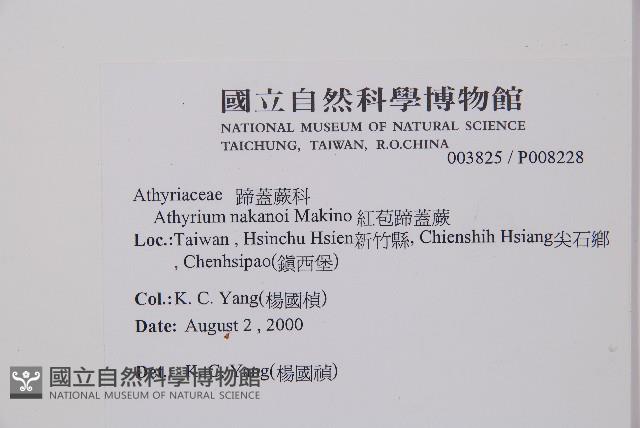 國立自然科學博物館
NATIONAL MUSEUM OF NATURAL SCIENCE
TAICHUNG, TAIWAN, R.O.CHINA
003825 / P008228
Athyriaceae 蹄蓋蕨科
Athyrium nakanoi Makino 紅苞蹄蓋蕨
Loc.:Taiwan , Hsinchu Hsien新竹縣, Chienshih Hsiang尖石鄉
, Chenhsipao(鎮西堡)
Col.: K. C. Yang(楊國楨)
Date: August 2 , 2000
Det.: K. C. Yang(楊國禎)
國立自然科學博物館
NATIONAL MUSEUM OF NATURAL SCIENCE